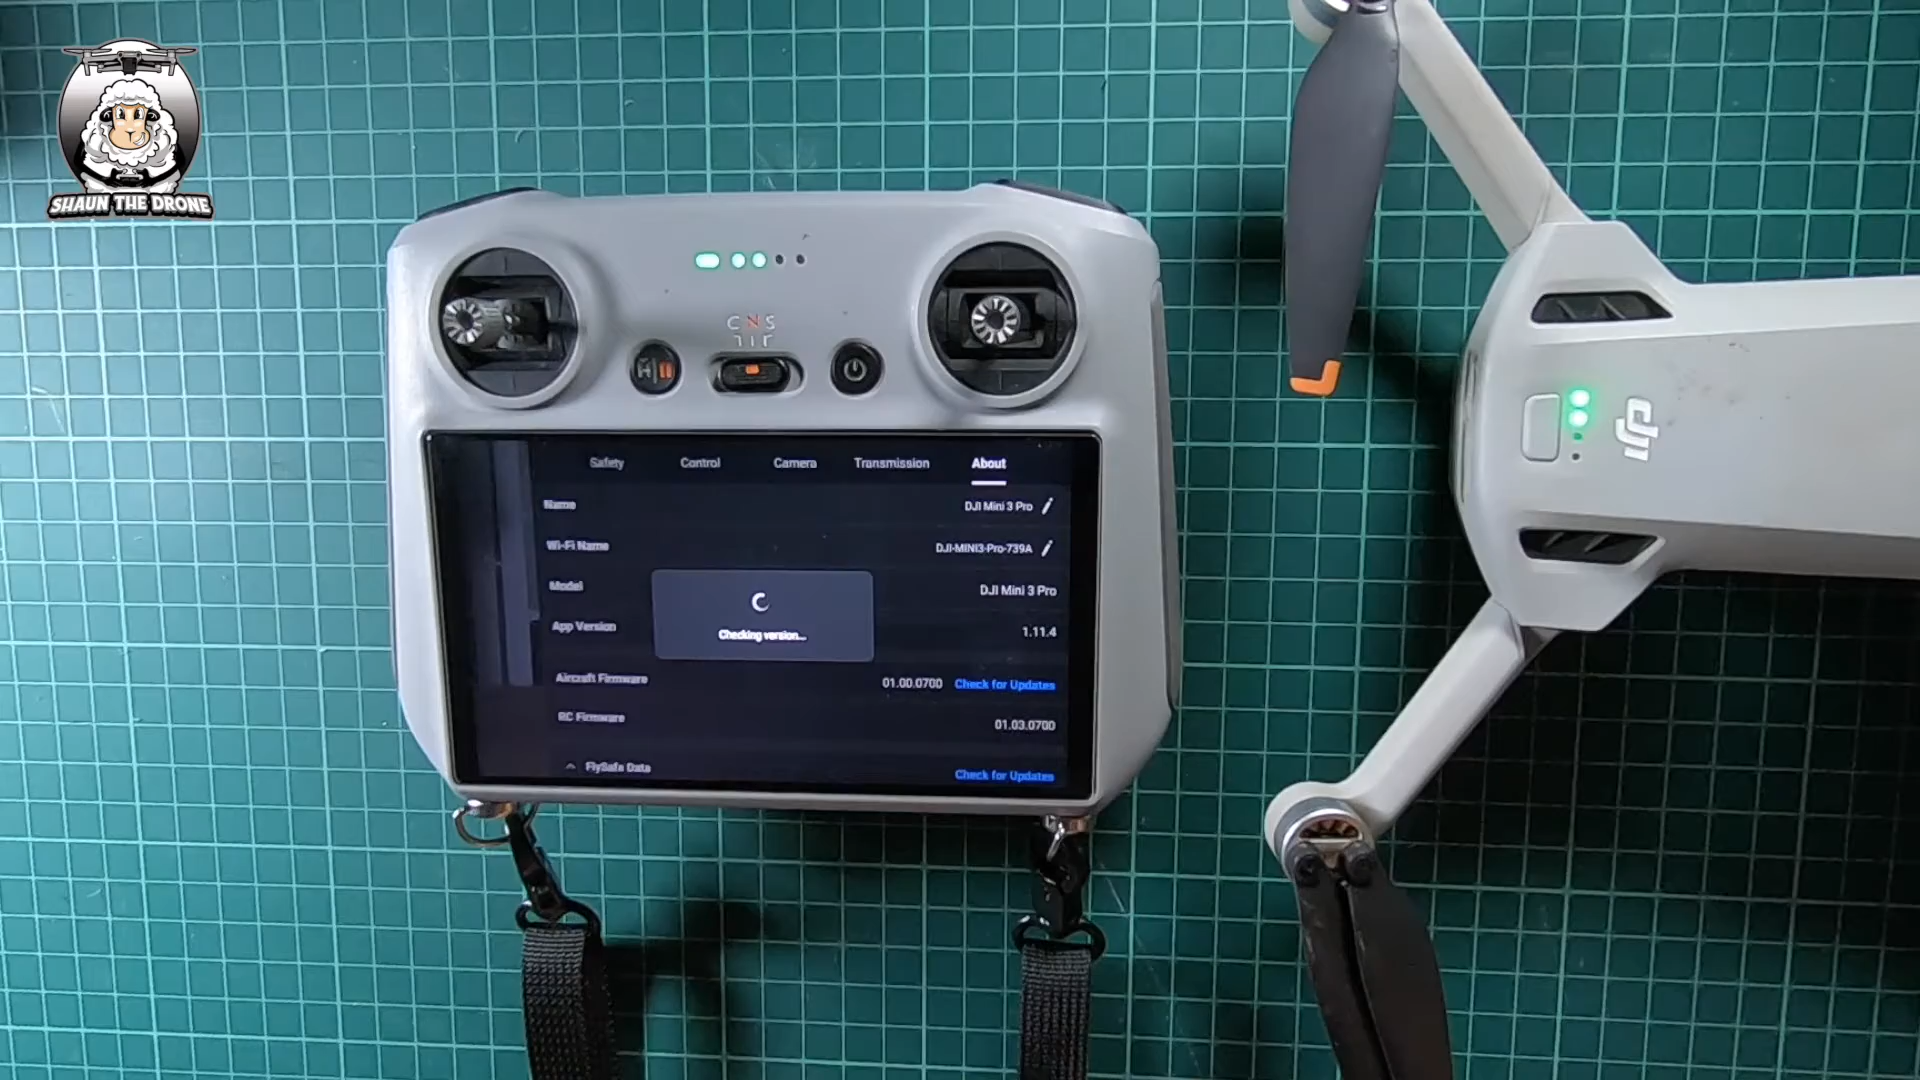 SHAUN THE DRONE
C N S
Safety Control Camera Transmission About
Name DJI Mini 3 Pro
Wi-Fi Name DJI-MINI3-Pro-739A
Model DJI Mini 3 Pro
Checking version...
App Version 1.11.4
Aircraft Firmware 01.00.0700 Check for Updates
RC Firmware 01.03.0700
FlySafe Data Check for Updates
dji